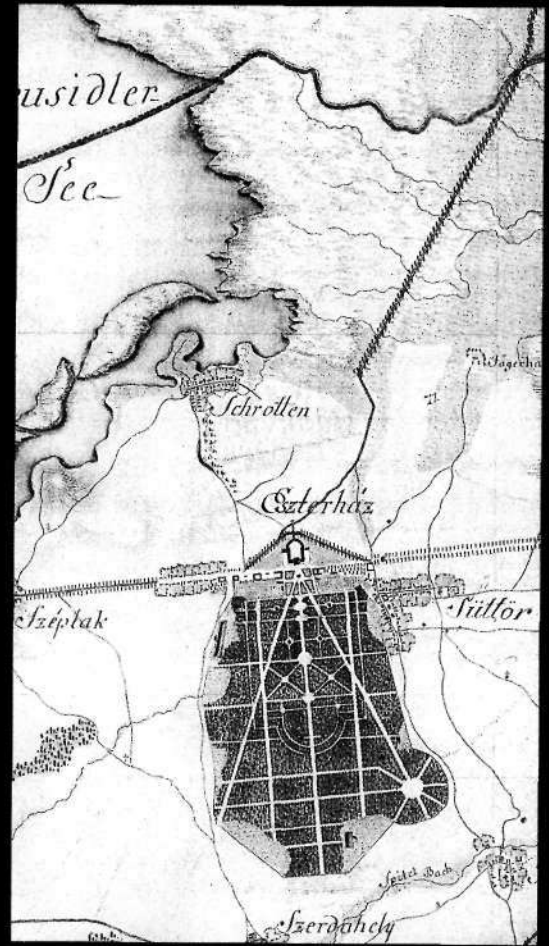 usidler
See
Schrollen
Eszterház
Széplak
Süttör
Spitel Bach
Szerdahely